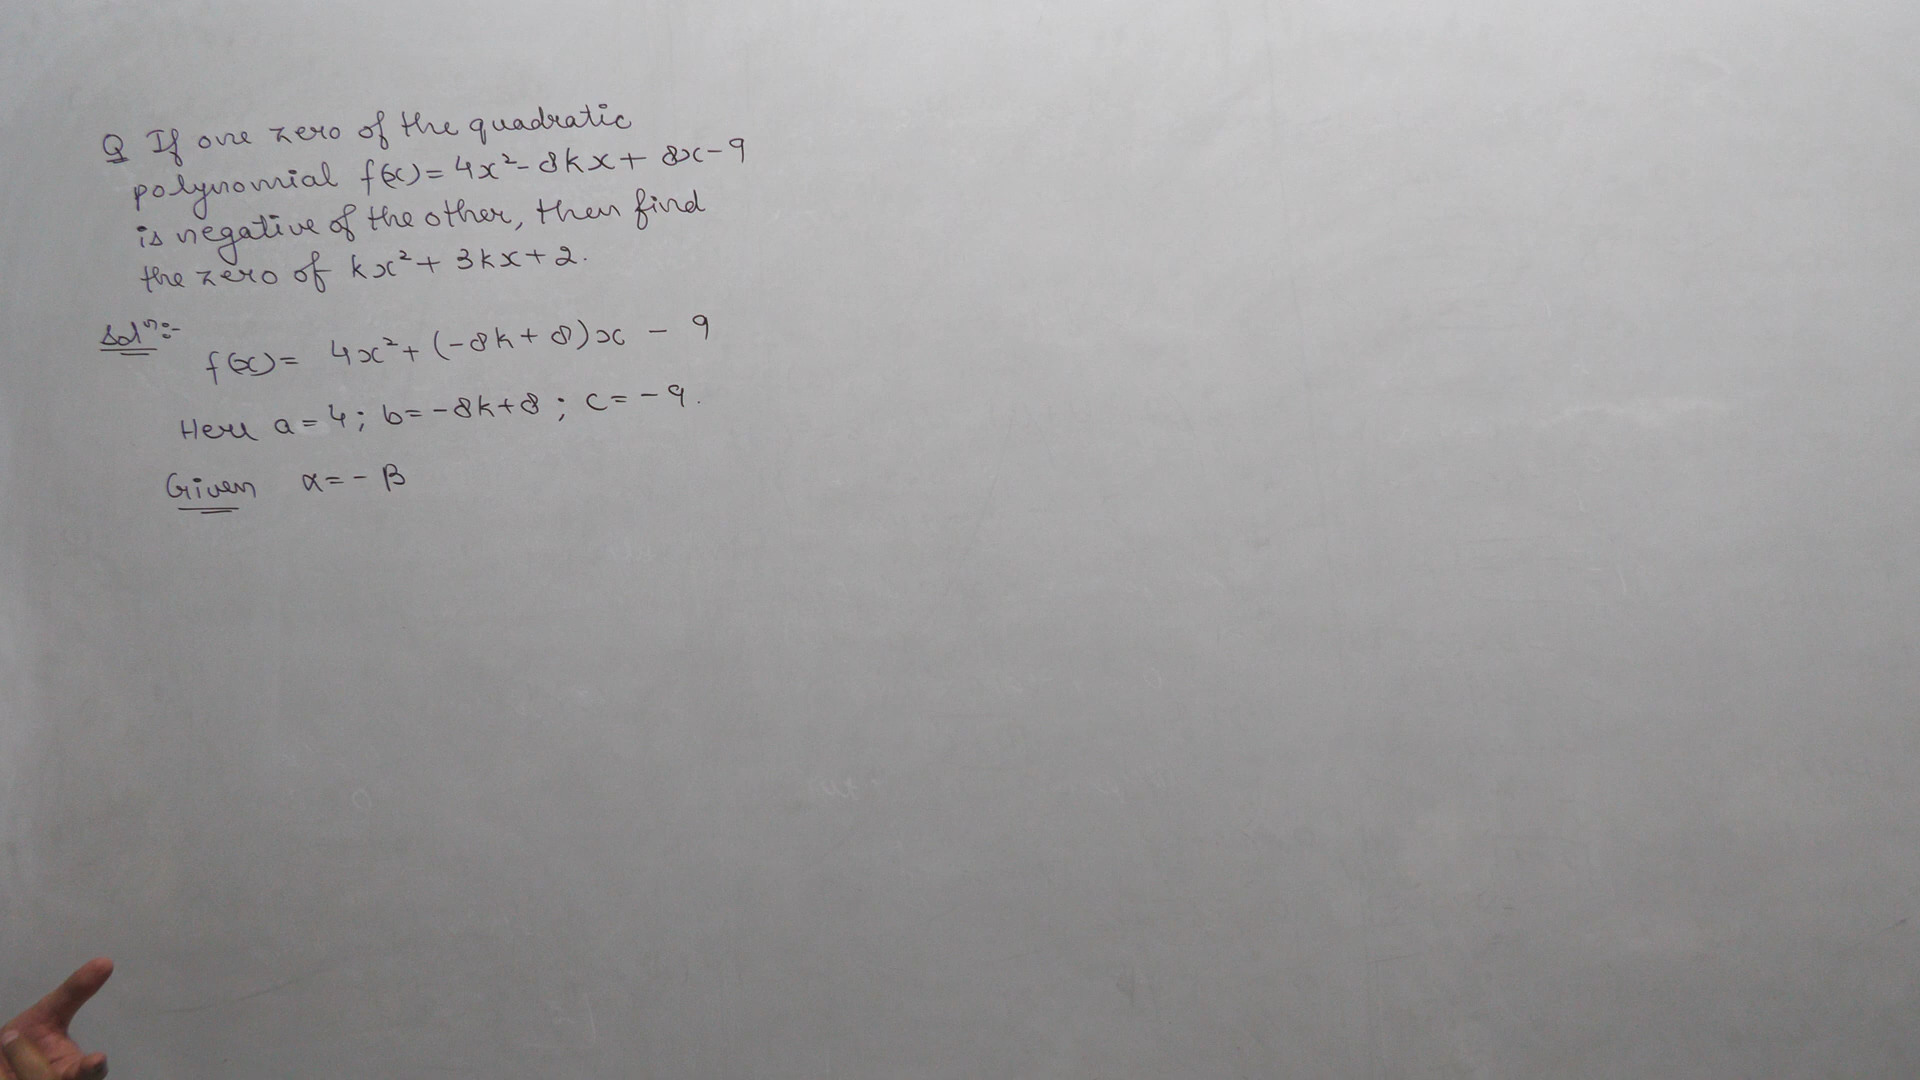 Q If one zero of the quadratic
polynomial f(x) = 4x² - 8kx + 8x - 9
is negative of the other, then find
the zero of kx² + 3kx + 2.
Solⁿ:-
f(x) = 4x² + (-8k + 8)x - 9
Here a = 4; b = -8k+8; c = -9.
Given α = - β